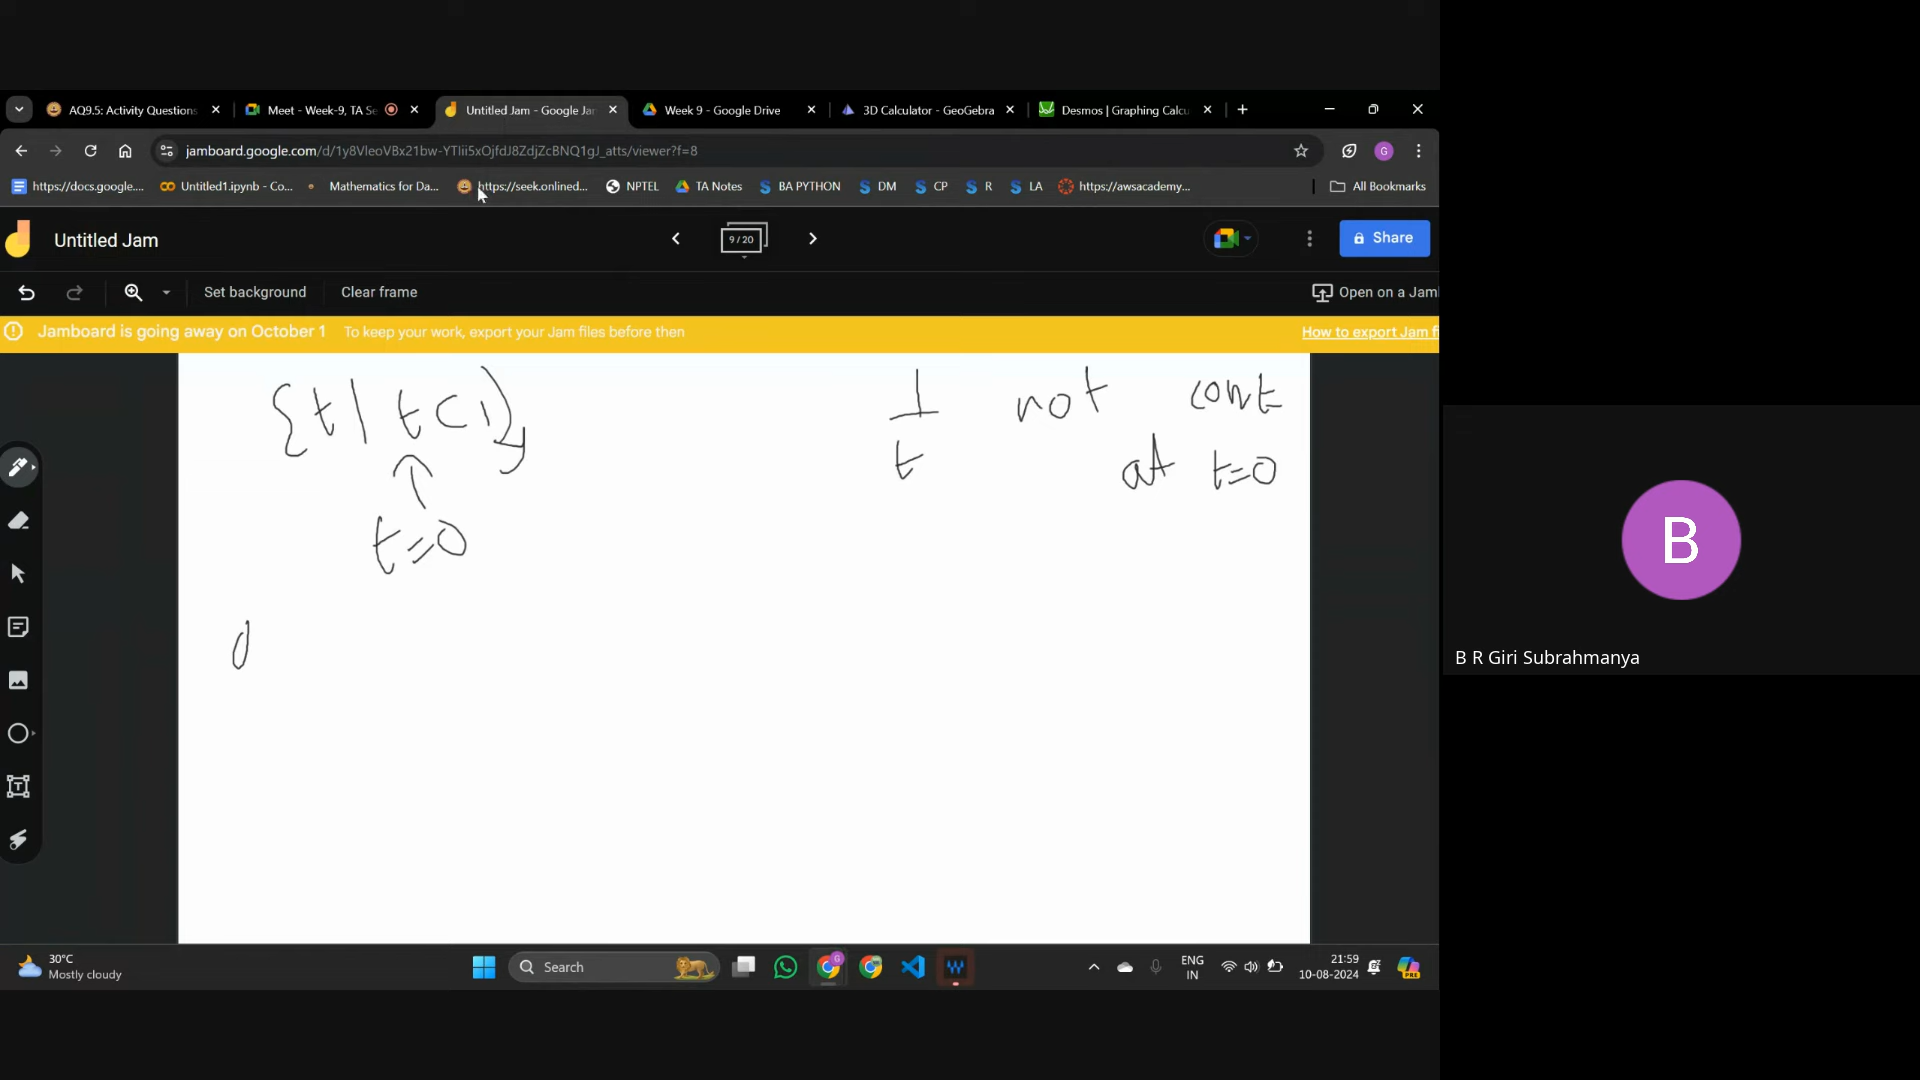 AQ9.5: Activity Questions
Meet - Week-9, TA Se
Untitled Jam - Google Jan
Week 9 - Google Drive
3D Calculator - GeoGebra
Desmos | Graphing Calcu
jamboard.google.com/d/1y8VleoVBx21bw-YTIii5xOjfdJ8ZdjZcBNQ1gJ_atts/viewer?f=8
G
https://docs.google....
Untitled1.ipynb - Co...
Mathematics for Da...
https://seek.onlined...
NPTEL
TA Notes
BA PYTHON
DM
CP
R
LA
https://awsacademy...
All Bookmarks
Untitled Jam
9 / 20
Share
Set background
Clear frame
Open on a Jam
Jamboard is going away on October 1 To keep your work, export your Jam files before then
How to export Jam fi
{t | t<1}
1/t not cont
at t=0
t=0
B
B R Giri Subrahmanya
30°C
Mostly cloudy
Search
G
ENG
IN
21:59
10-08-2024
PRE